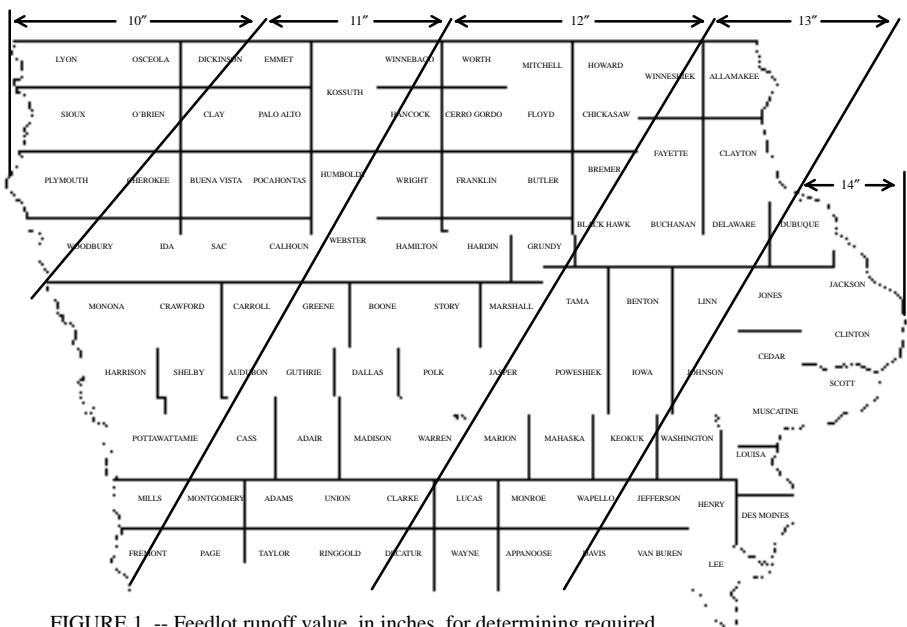 10″ 11″ 12″ 13″
LYON OSCEOLA DICKINSON EMMET WINNEBAGO WORTH MITCHELL HOWARD WINNESHIEK ALLAMAKEE
KOSSUTH
SIOUX O'BRIEN CLAY PALO ALTO HANCOCK CERRO GORDO FLOYD CHICKASAW
FAYETTE CLAYTON
PLYMOUTH CHEROKEE BUENA VISTA POCAHONTAS HUMBOLDT WRIGHT FRANKLIN BUTLER BREMER
14″
WOODBURY IDA SAC CALHOUN WEBSTER HAMILTON HARDIN GRUNDY BLACK HAWK BUCHANAN DELAWARE DUBUQUE
MONONA CRAWFORD CARROLL GREENE BOONE STORY MARSHALL TAMA BENTON LINN JONES JACKSON
CLINTON
CEDAR
HARRISON SHELBY AUDUBON GUTHRIE DALLAS POLK JASPER POWESHIEK IOWA JOHNSON SCOTT
MUSCATINE
POTTAWATTAMIE CASS ADAIR MADISON WARREN MARION MAHASKA KEOKUK WASHINGTON
LOUISA
MILLS MONTGOMERY ADAMS UNION CLARKE LUCAS MONROE WAPELLO JEFFERSON HENRY
DES MOINES
FREMONT PAGE TAYLOR RINGGOLD DECATUR WAYNE APPANOOSE DAVIS VAN BUREN
LEE
FIGURE 1. -- Feedlot runoff value, in inches, for determining required